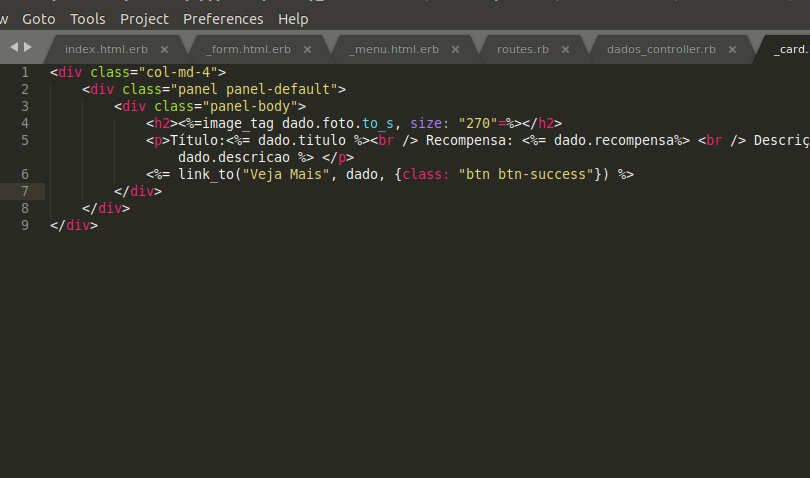 w Goto Tools Project Preferences Help
index.html.erb × _form.html.erb × _menu.html.erb × routes.rb × dados_controller.rb × _card.
1 <div class="col-md-4">
2 <div class="panel panel-default">
3 <div class="panel-body">
4 <h2><%=image_tag dado.foto.to_s, size: "270"=%></h2>
5 <p>Título:<%= dado.titulo %><br /> Recompensa: <%= dado.recompensa%> <br /> Descriç
dado.descricao %> </p>
6 <%= link_to("Veja Mais", dado, {class: "btn btn-success"}) %>
7 </div>
8 </div>
9 </div>